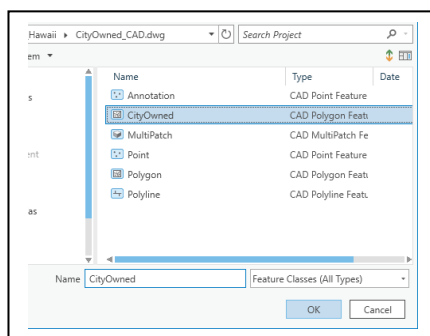 Hawaii ▸ CityOwned_CAD.dwg Search Project
em
Name Type Date
s
Annotation CAD Point Feature
CityOwned CAD Polygon Featu
MultiPatch CAD MultiPatch Fe
ent
Point CAD Point Feature
Polygon CAD Polygon Featu
Polyline CAD Polyline Featu
as
Name CityOwned Feature Classes (All Types)
OK Cancel